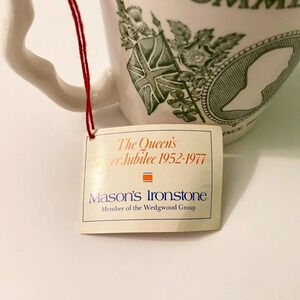 The Queen's
Silver Jubilee 1952-1977
Mason's Ironstone
Member of the Wedgwood Group